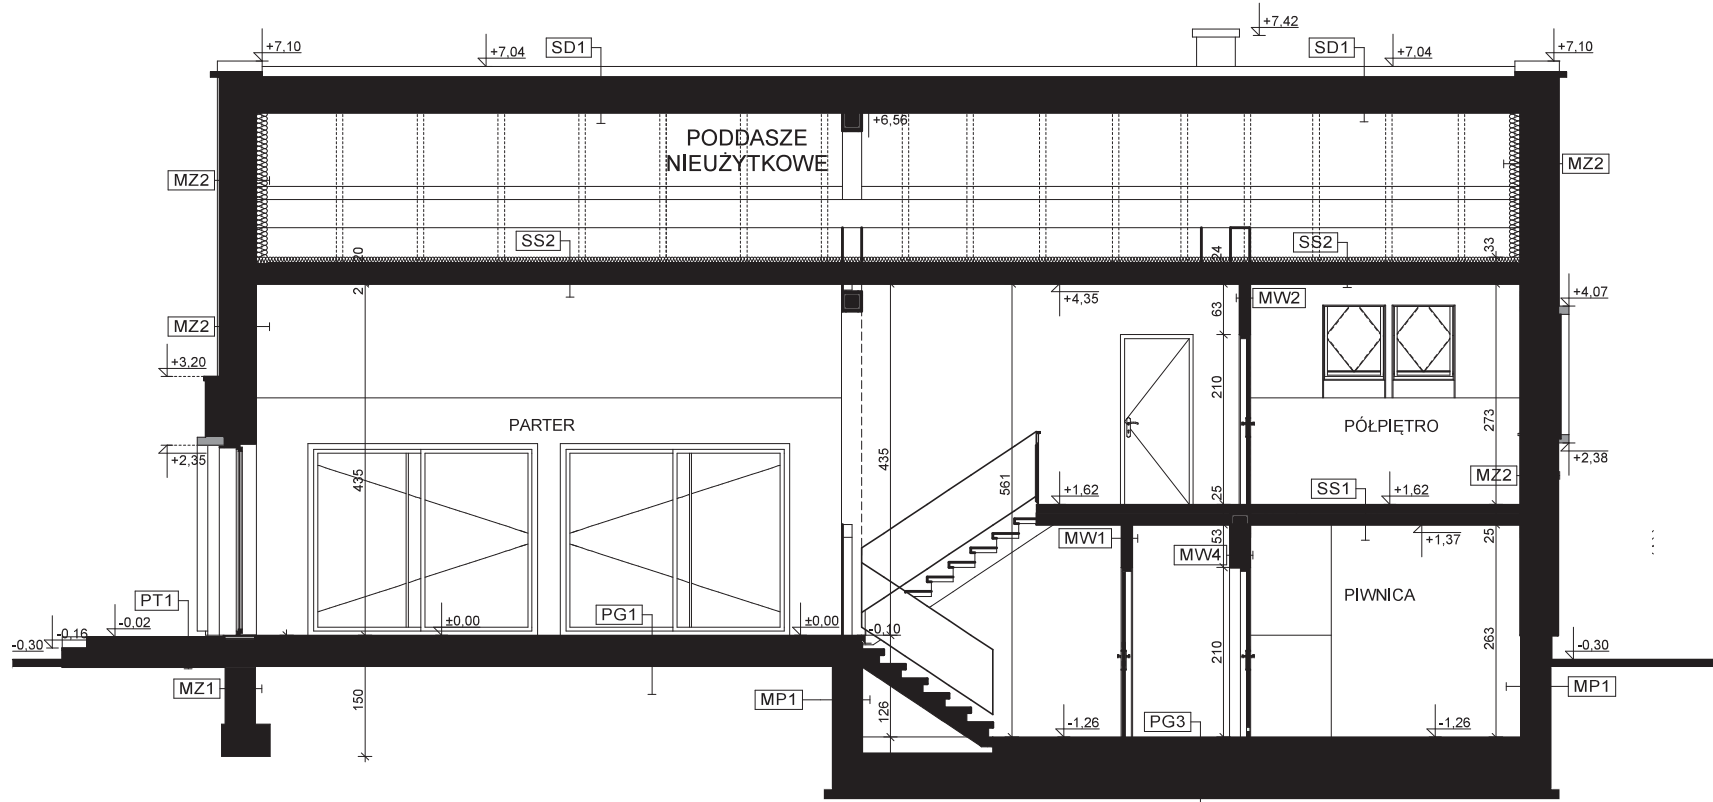 +7,42
+7,10
+7,04
SD1
SD1
+7,04
+7,10
+6,56
PODDASZE
NIEUŻYTKOWE
MZ2
MZ2
SS2
SS2
20
24
33
2
+4,35
MW2
+4,07
63
MZ2
+3,20
210
PARTER
PÓŁPIĘTRO
273
+2,35
435
435
561
+2,38
MZ2
25
+1,62
SS1
+1,62
MW1
53
MW4
+1,37
25
PIWNICA
PT1
PG1
±0,00
±0,00
-0,02
-0,16
-0,30
-0,10
210
263
-0,30
MZ1
150
MP1
126
-1,26
PG3
-1,26
MP1